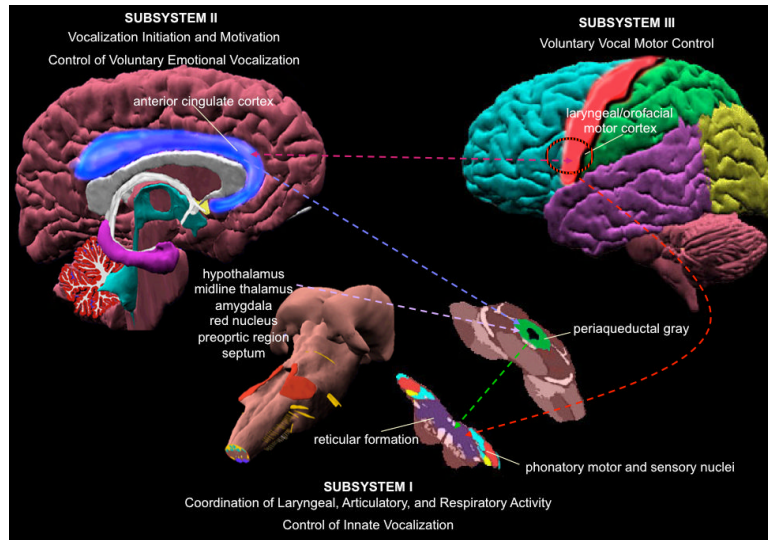 SUBSYSTEM II
Vocalization Initiation and Motivation
Control of Voluntary Emotional Vocalization
anterior cingulate cortex
SUBSYSTEM III
Voluntary Vocal Motor Control
laryngeal/orofacial
motor cortex
hypothalamus
midline thalamus
amygdala
red nucleus
preoprtic region
septum
periaqueductal gray
reticular formation
phonatory motor and sensory nuclei
SUBSYSTEM I
Coordination of Laryngeal, Articulatory, and Respiratory Activity
Control of Innate Vocalization